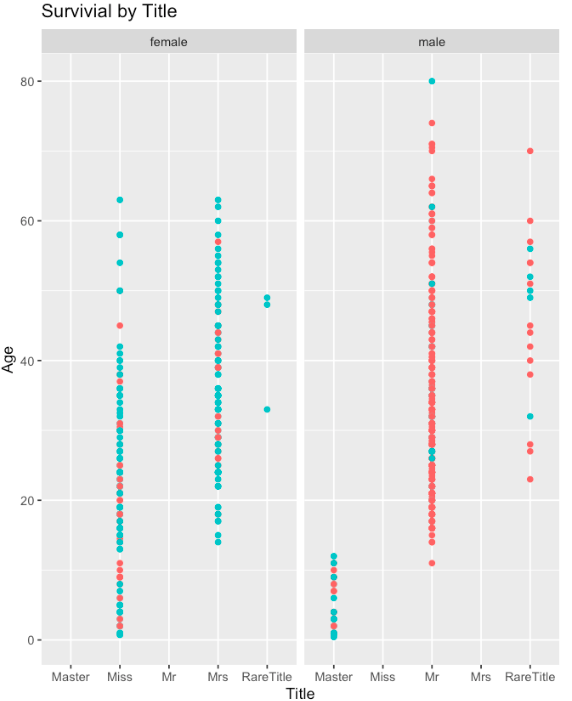 Survivial by Title
female male
80
60
40
20
0
Age
Master Miss Mr Mrs RareTitle Master Miss Mr Mrs RareTitle
Title